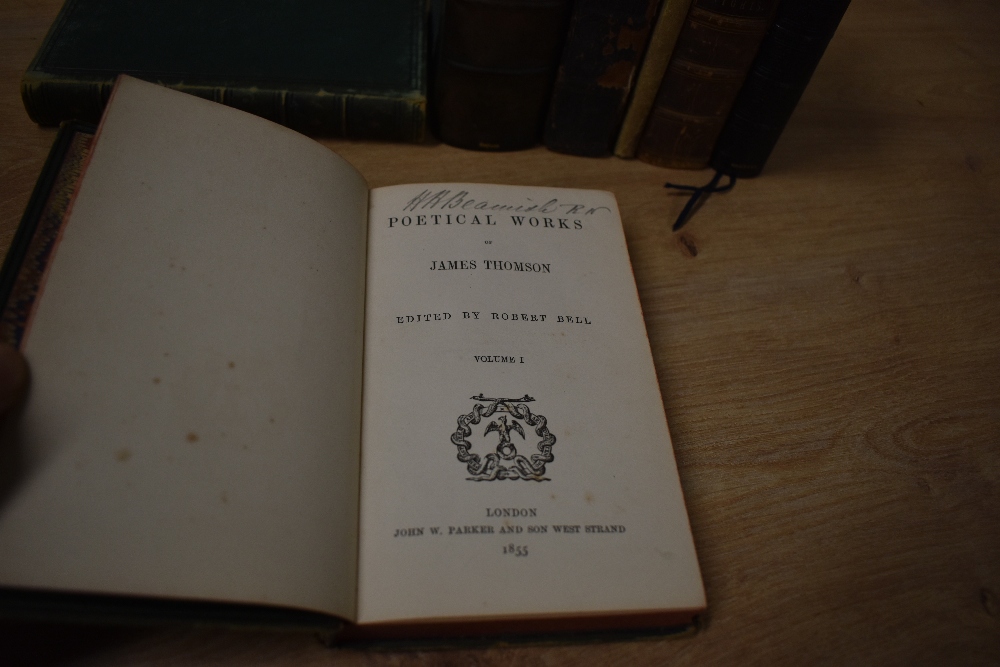 H H Beamish RN
POETICAL WORKS
OF
JAMES THOMSON
EDITED BY ROBERT BELL
VOLUME I
LONDON
JOHN W. PARKER AND SON WEST STRAND
1855